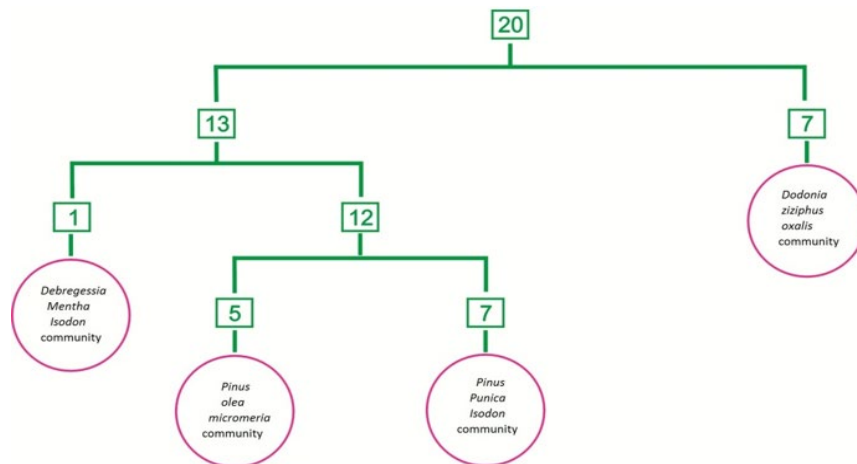 20
13
7
1
12
Dodonia
ziziphus
oxalis
community
Debregessia
Mentha
Isodon
community
5
7
Pinus
olea
micromeria
community
Pinus
Punica
Isodon
community